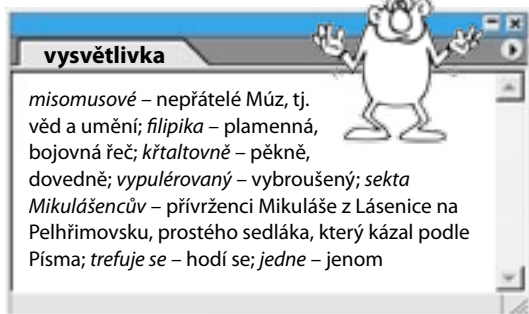 vysvětlivka
misomusové – nepřátelé Múz, tj.
věd a umění; filipika – plamenná,
bojovná řeč; křtaltovně – pěkně,
dovedně; vypulérovaný – vybroušený; sekta
Mikulášencův – přívrženci Mikuláše z Lásenice na
Pelhřimovsku, prostého sedláka, který kázal podle
Písma; trefuje se – hodí se; jedne – jenom